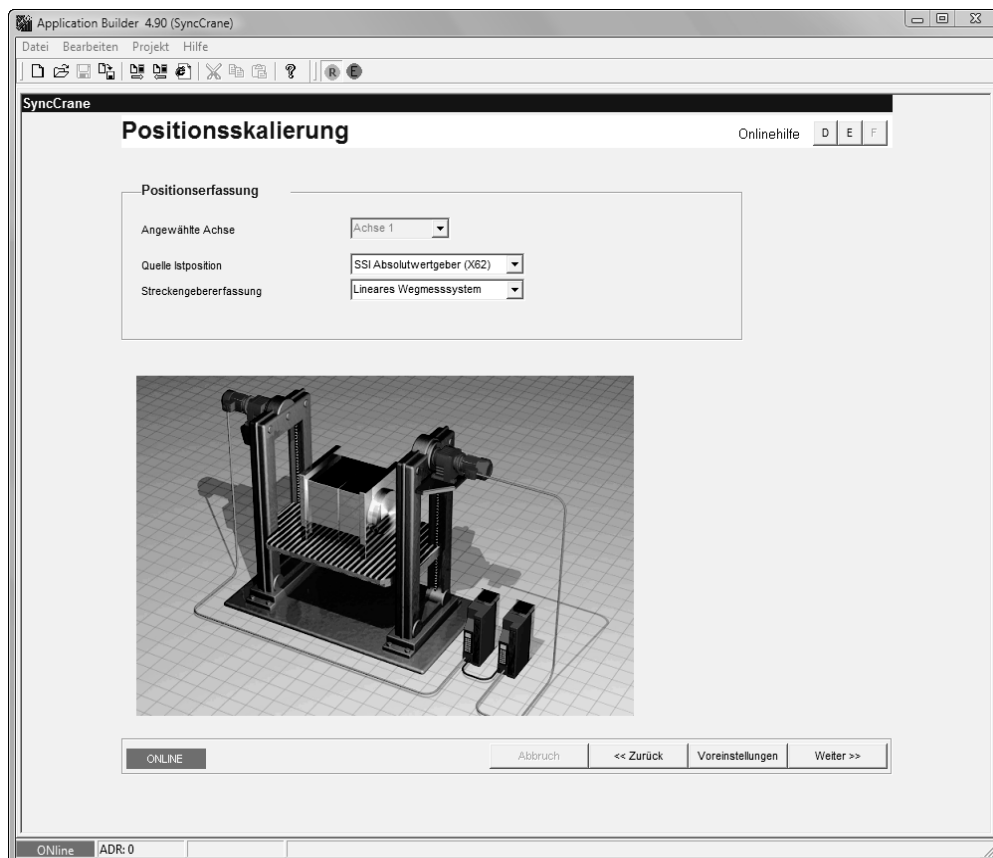 Application Builder 4.90 (SyncCrane)
Datei Bearbeiten Projekt Hilfe
R E
SyncCrane
Positionsskalierung
Onlinehilfe D E F
Positionserfassung
Angewählte Achse Achse 1
Quelle Istposition SSI Absolutwertgeber (X62)
Streckengebererfassung Lineares Wegmesssystem
ONLINE Abbruch << Zurück Voreinstellungen Weiter >>
ONline ADR: 0